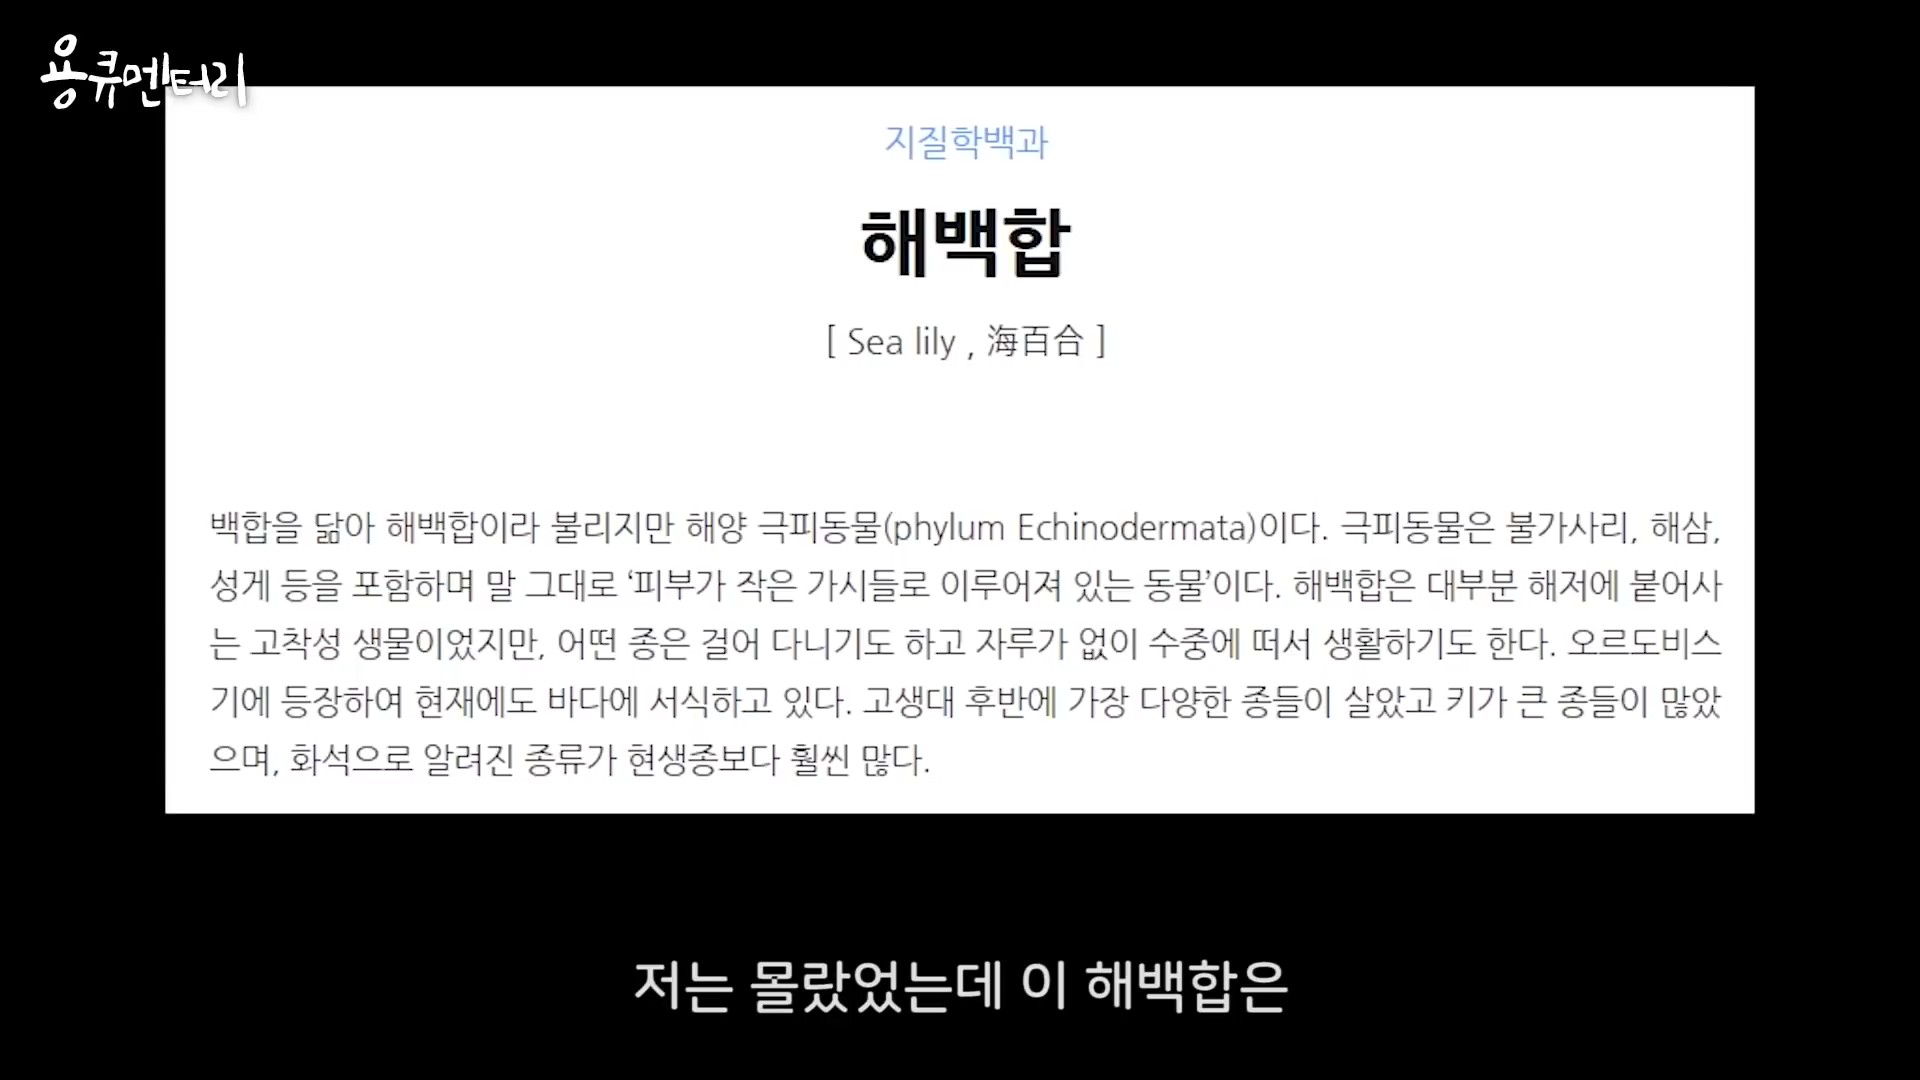 용큐멘터리
지질학백과
해백합
[ Sea lily , 海百合 ]
백합을 닮아 해백합이라 불리지만 해양 극피동물(phylum Echinodermata)이다. 극피동물은 불가사리, 해삼,
성게 등을 포함하며 말 그대로 ‘피부가 작은 가시들로 이루어져 있는 동물’이다. 해백합은 대부분 해저에 붙어사
는 고착성 생물이었지만, 어떤 종은 걸어 다니기도 하고 자루가 없이 수중에 떠서 생활하기도 한다. 오르도비스
기에 등장하여 현재에도 바다에 서식하고 있다. 고생대 후반에 가장 다양한 종들이 살았고 키가 큰 종들이 많았
으며, 화석으로 알려진 종류가 현생종보다 훨씬 많다.
저는 몰랐었는데 이 해백합은